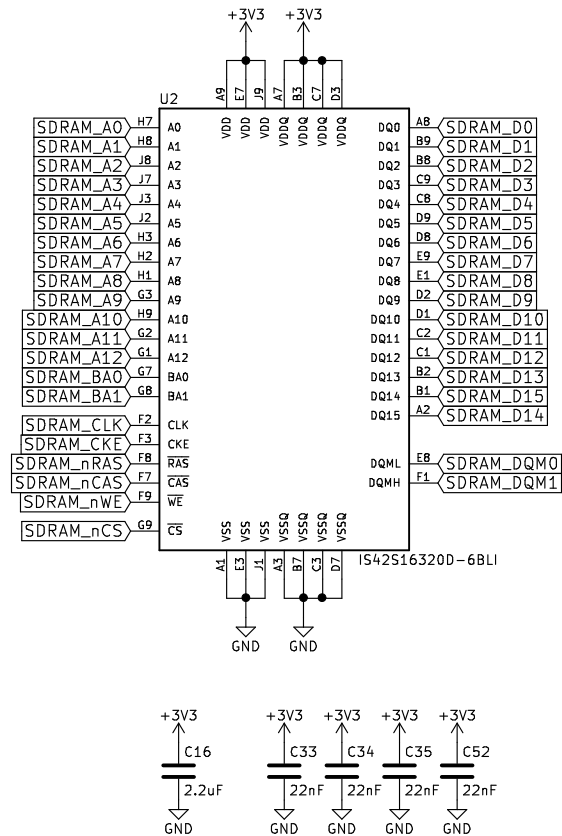 +3V3 +3V3
A9 E7 J9 A7 B3 C7 D3
U2
VDD VDD VDD VDDQ VDDQ VDDQ VDDQ
SDRAM_A0 H7 A0 DQ0 A8 SDRAM_D0
SDRAM_A1 H8 A1 DQ1 B9 SDRAM_D1
SDRAM_A2 J8 A2 DQ2 B8 SDRAM_D2
SDRAM_A3 J7 A3 DQ3 C9 SDRAM_D3
SDRAM_A4 J3 A4 DQ4 C8 SDRAM_D4
SDRAM_A5 J2 A5 DQ5 D9 SDRAM_D5
SDRAM_A6 H3 A6 DQ6 D8 SDRAM_D6
SDRAM_A7 H2 A7 DQ7 E9 SDRAM_D7
SDRAM_A8 H1 A8 DQ8 E1 SDRAM_D8
SDRAM_A9 G3 A9 DQ9 D2 SDRAM_D9
SDRAM_A10 H9 A10 DQ10 D1 SDRAM_D10
SDRAM_A11 G2 A11 DQ11 C2 SDRAM_D11
SDRAM_A12 G1 A12 DQ12 C1 SDRAM_D12
SDRAM_BA0 G7 BA0 DQ13 B2 SDRAM_D13
SDRAM_BA1 G8 BA1 DQ14 B1 SDRAM_D15
DQ15 A2 SDRAM_D14
SDRAM_CLK F2 CLK
SDRAM_CKE F3 CKE
SDRAM_nRAS F8 RAS DQML E8 SDRAM_DQM0
SDRAM_nCAS F7 CAS DQMH F1 SDRAM_DQM1
SDRAM_nWE F9 WE
SDRAM_nCS G9 CS
VSS VSS VSS VSSQ VSSQ VSSQ VSSQ
IS42S16320D-6BLI
A1 E3 J1 A3 B7 C3 D7
GND GND
+3V3 +3V3 +3V3 +3V3 +3V3
C16 C33 C34 C35 C52
2.2uF 22nF 22nF 22nF 22nF
GND GND GND GND GND